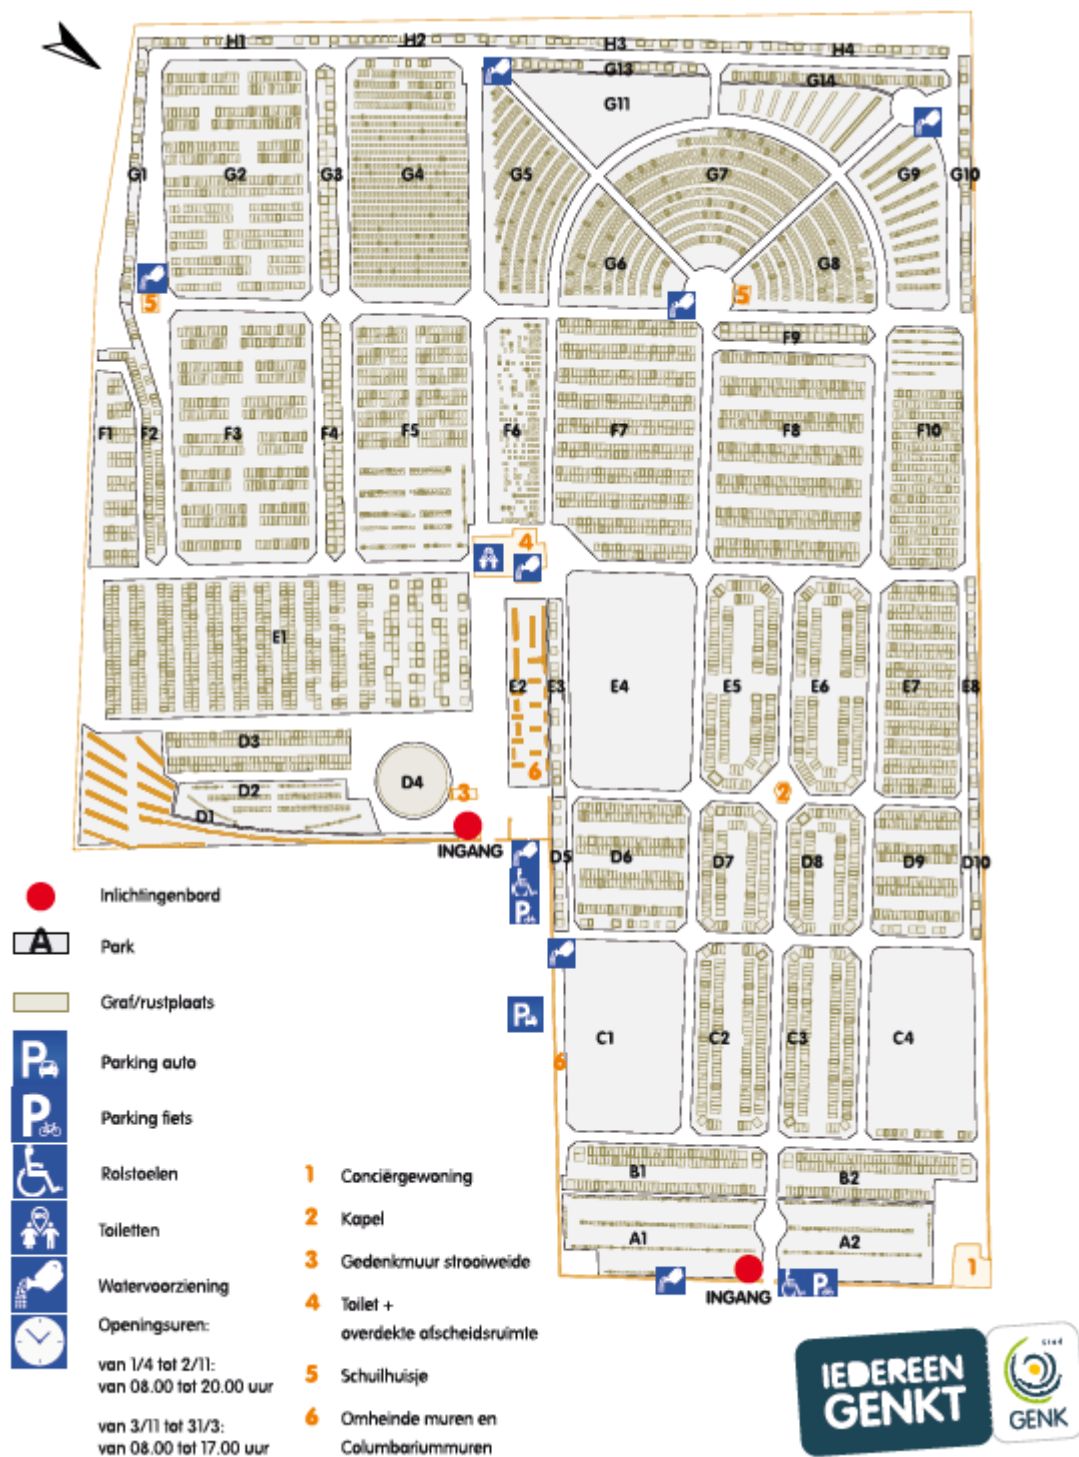 H1 H2 H3 H4
G13 G14
G11
G1 G2 G3 G4 G5 G7 G9 G10
G6 G8
5 5
F9
F1 F2 F3 F4 F5 F6 F7 F8 F10
4
E1 E2 E3 E4 E5 E6 E7 E8
D3 6
D4 3 2
D2
D1
INGANG
D5 D6 D7 D8 D9 D10
P
P
C1 C2 C3 C4
6
B1 B2
A1 A2
1
INGANG
P
Inlichtingenbord
A Park
Graf/rustplaats
P Parking auto
P Parking fiets
Rolstoelen
Toiletten
Watervoorziening
Openingsuren:
van 1/4 tot 2/11:
van 08.00 tot 20.00 uur
van 3/11 tot 31/3:
van 08.00 tot 17.00 uur
1 Conciërgewoning
2 Kapel
3 Gedenkmuur strooiweide
4 Toilet +
overdekte afscheidsruimte
5 Schuilhuisje
6 Omheinde muren en
Columbariummuren
IEDEREEN
GENKT
stad
GENK